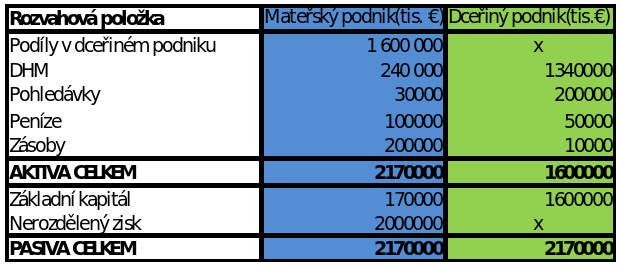 Rozvahová položka Mateřský podnik(tis. €) Dceřiný podnik(tis.€)
Podíly v dceřiném podniku 1 600 000 x
DHM 240 000 1340000
Pohledávky 30000 200000
Peníze 100000 50000
Zásoby 200000 10000
AKTIVA CELKEM 2170000 1600000
Základní kapitál 170000 1600000
Nerozdělený zisk 2000000 x
PASIVA CELKEM 2170000 2170000